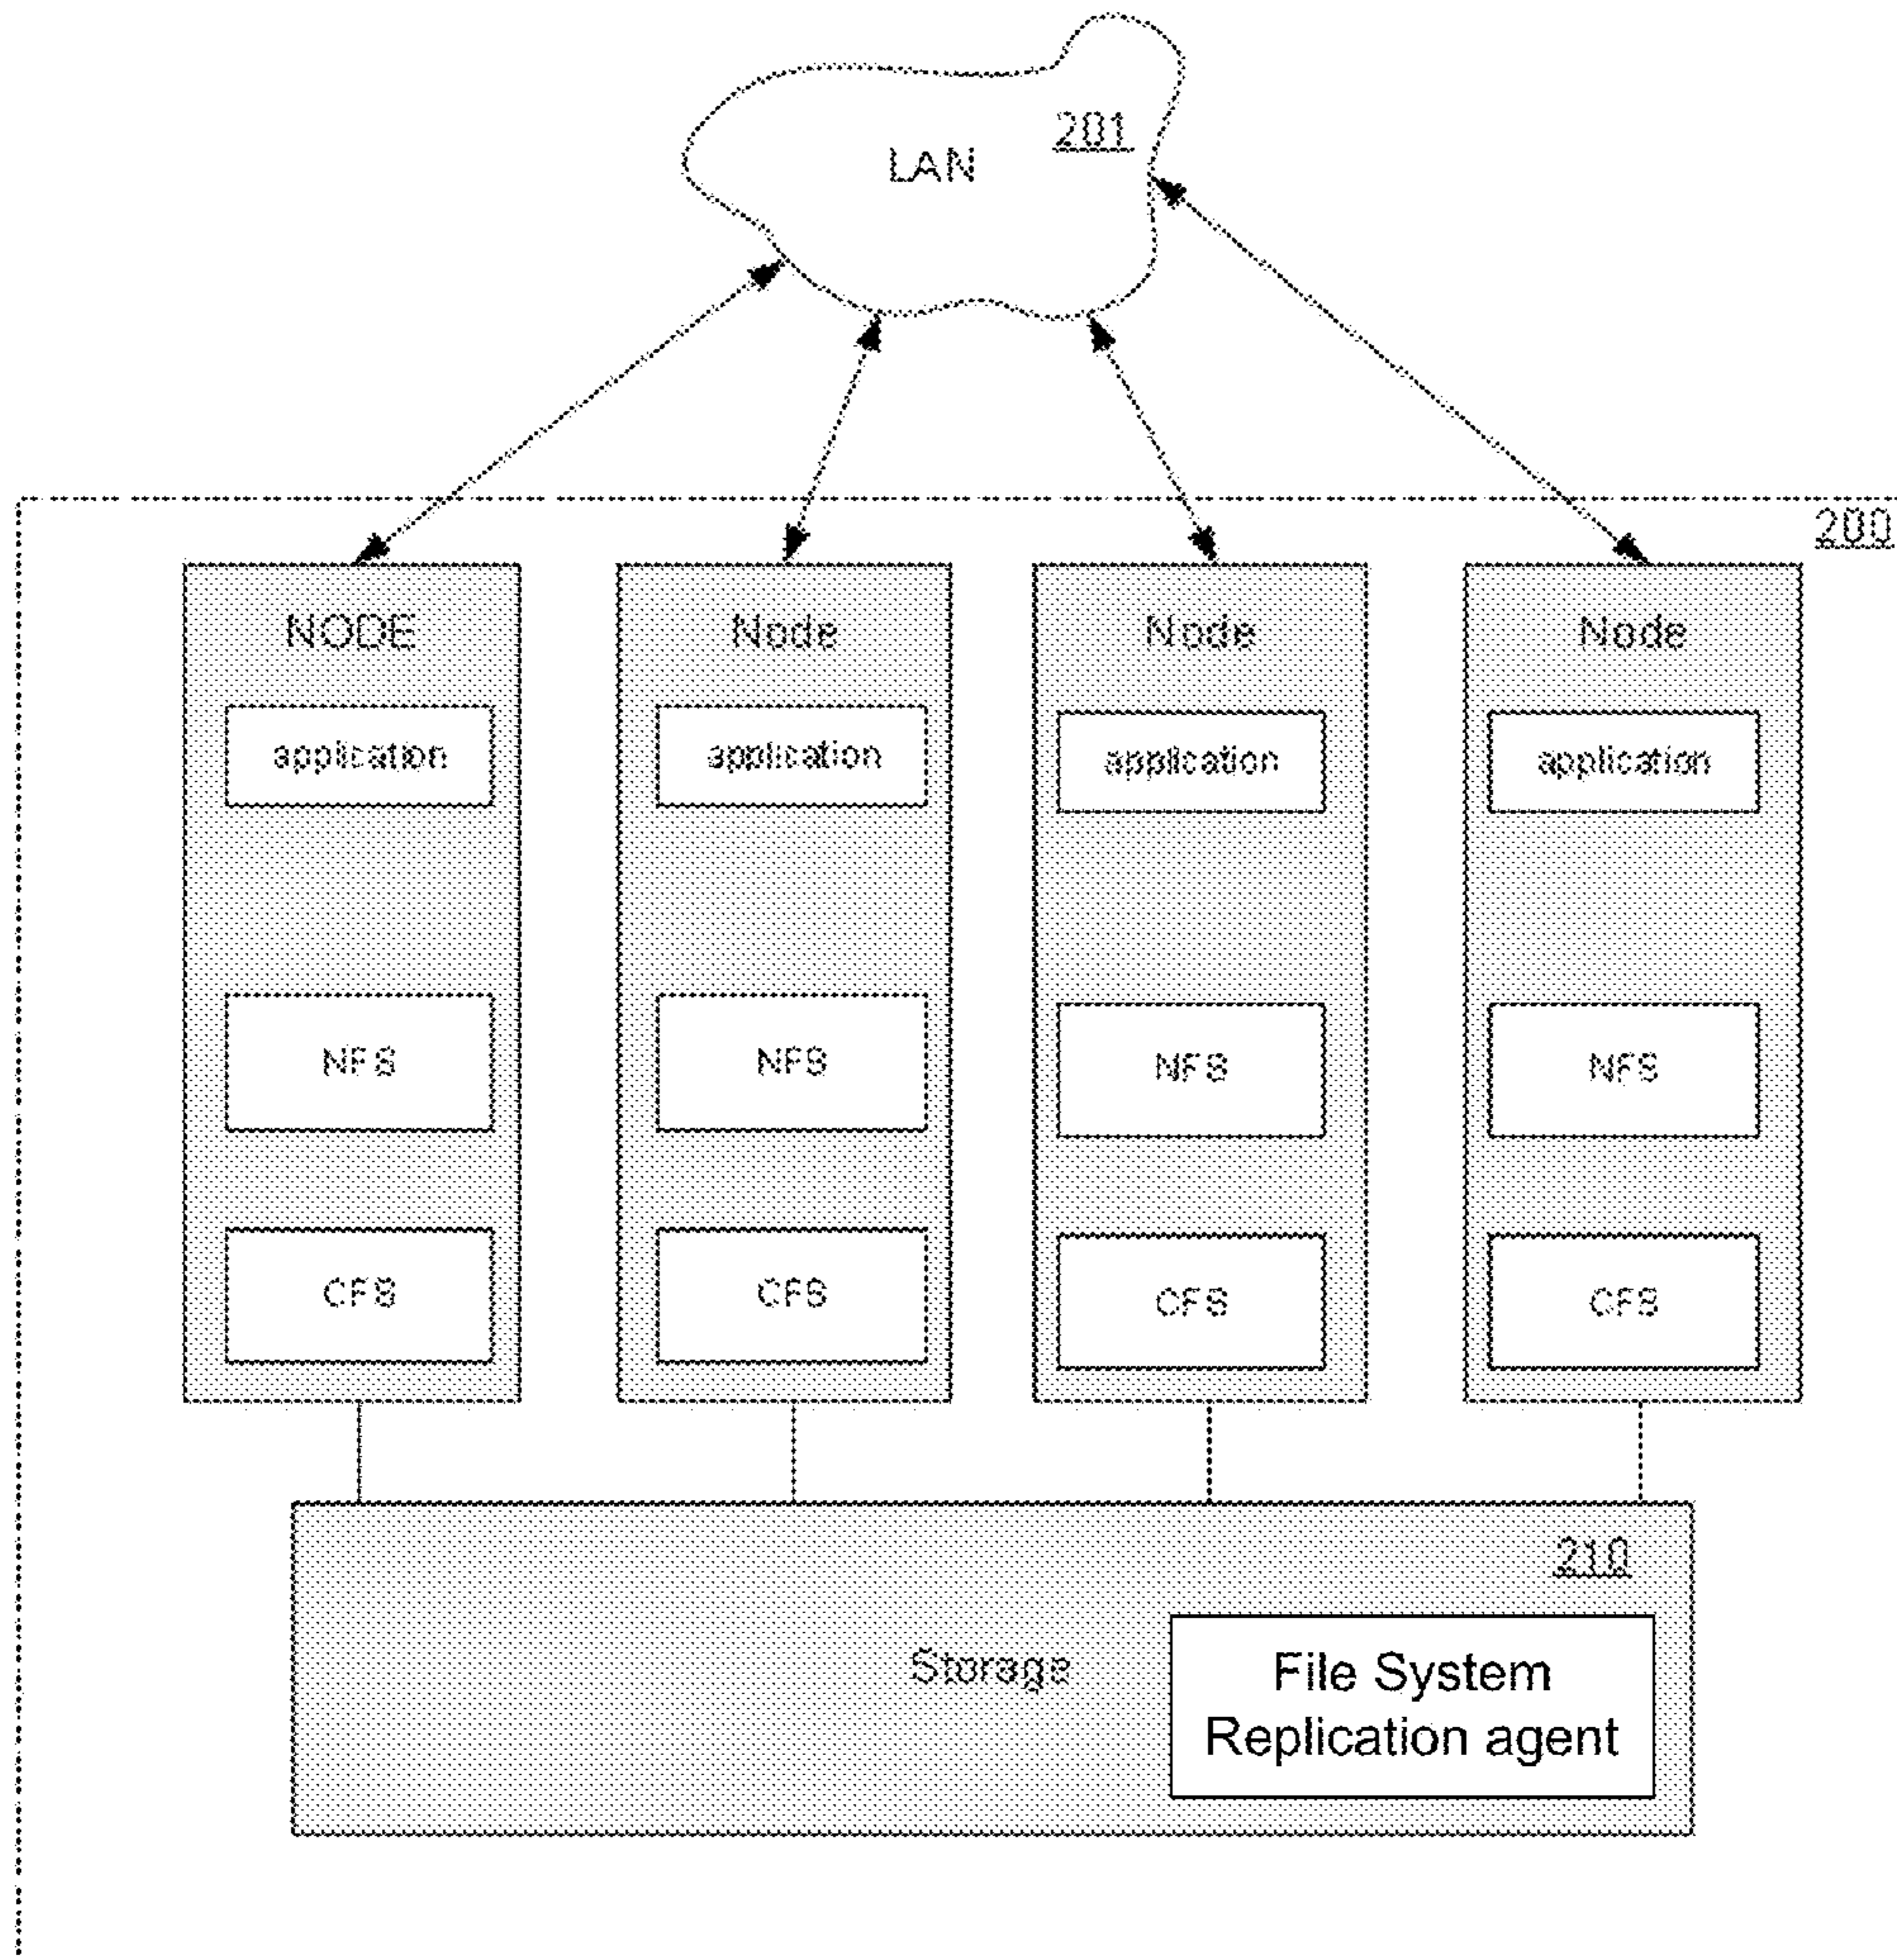 201
LAN
200
NODE
Node
Node
Node
application
application
application
application
NFS
NFS
NFS
NFS
CFS
CFS
CFS
CFS
210
Storage
File System
Replication agent